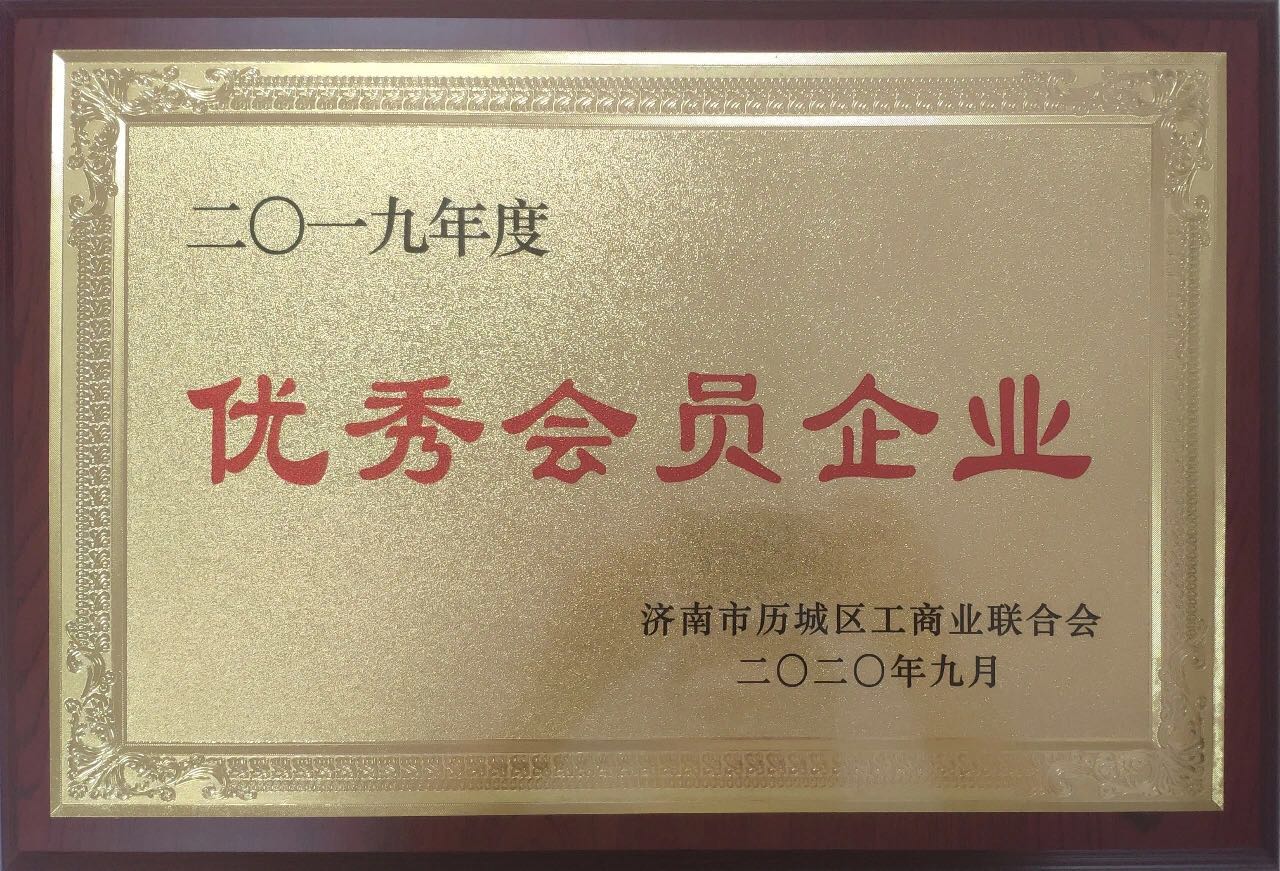 二〇一九年度
优秀会员企业
济南市历城区工商业联合会
二〇二〇年九月